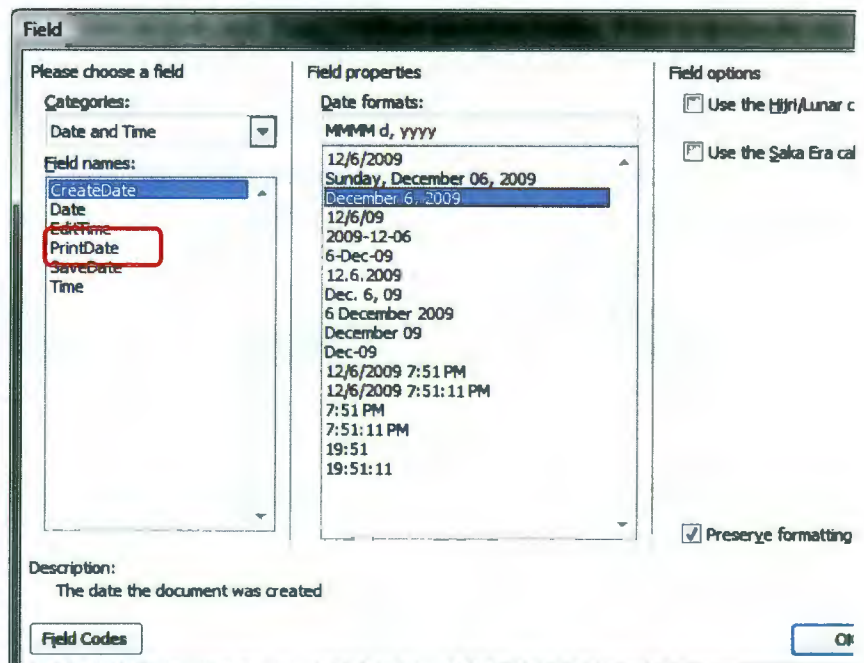 Field
Please choose a field
Categories:
Date and Time
Field names:
CreateDate
Date
EditTime
PrintDate
SaveDate
Time
Field properties
Date formats:
MMMM d, yyyy
12/6/2009
Sunday, December 06, 2009
December 6, 2009
12/6/09
2009-12-06
6-Dec-09
12.6.2009
Dec. 6, 09
6 December 2009
December 09
Dec-09
12/6/2009 7:51 PM
12/6/2009 7:51:11 PM
7:51 PM
7:51:11 PM
19:51
19:51:11
Field options
Use the Hijri/Lunar c
Use the Saka Era cal
Preserve formatting
Description:
The date the document was created
Field Codes
OK